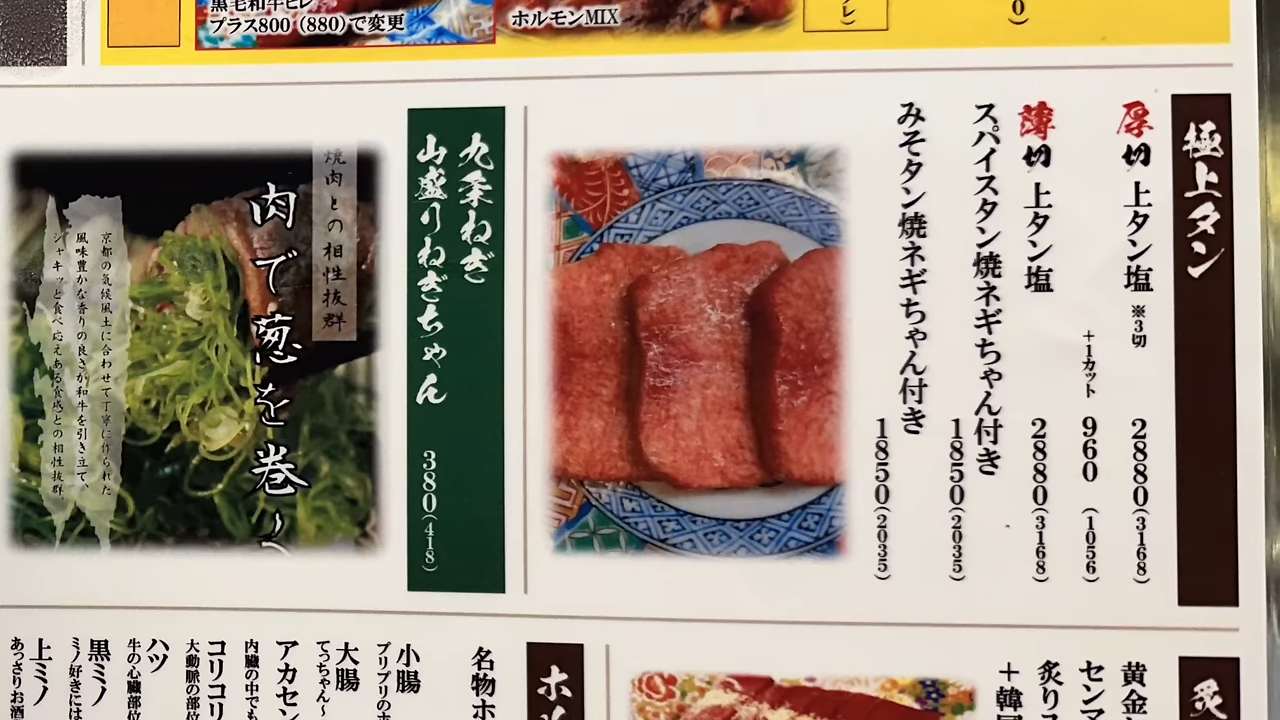 黒毛和牛ヒレ
プラス800（880）で変更
ホルモンMIX
極上タン
厚切 上タン塩 ※3切 2880(3168)
+1カット 960 (1056)
薄切 上タン塩 2880(3168)
スパイスタン焼ネギちゃん付き 1850(2035)
みそタン焼ネギちゃん付き 1850(2035)
九条ねぎ
山盛りねぎちゃん 380(418)
焼肉との相性抜群
肉で葱を巻く
京都の気候風土に合わせて丁寧に作られた
風味豊かな香りの良さが和牛を引き立て、
シャキッと食べ応えある食感との相性抜群
炙
黄金
センマ
炙り
+韓国
ホル
名物ホ
小腸
プリプリのホ
大腸
てっちゃん〜
アカセン
内臓の中でも
コリコリ
大動脈の部位
ハツ
牛の心臓部位
黒ミノ
ミノ好きには
上ミノ
あっさりお酒